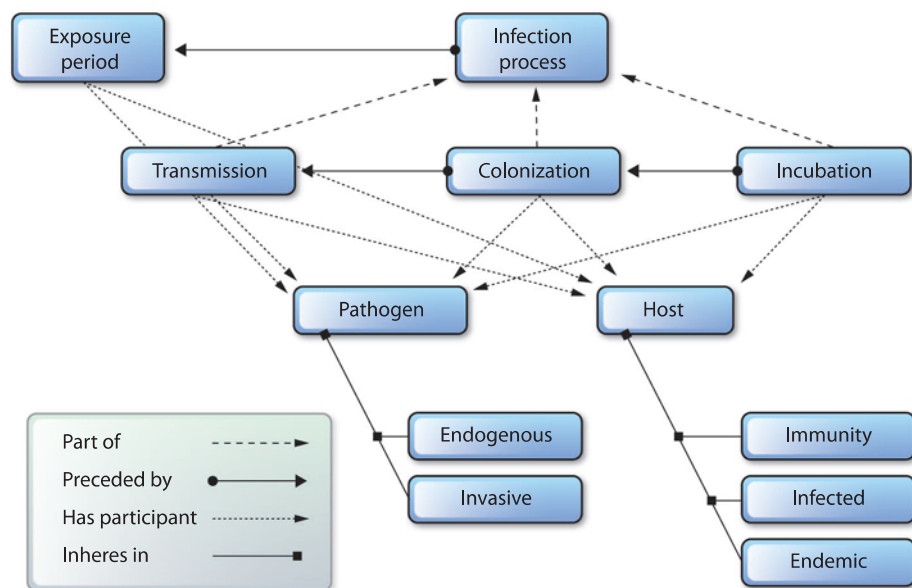 Exposure
period
Infection
process
Transmission
Colonization
Incubation
Pathogen
Host
Endogenous
Invasive
Immunity
Infected
Endemic
Part of
Preceded by
Has participant
Inheres in